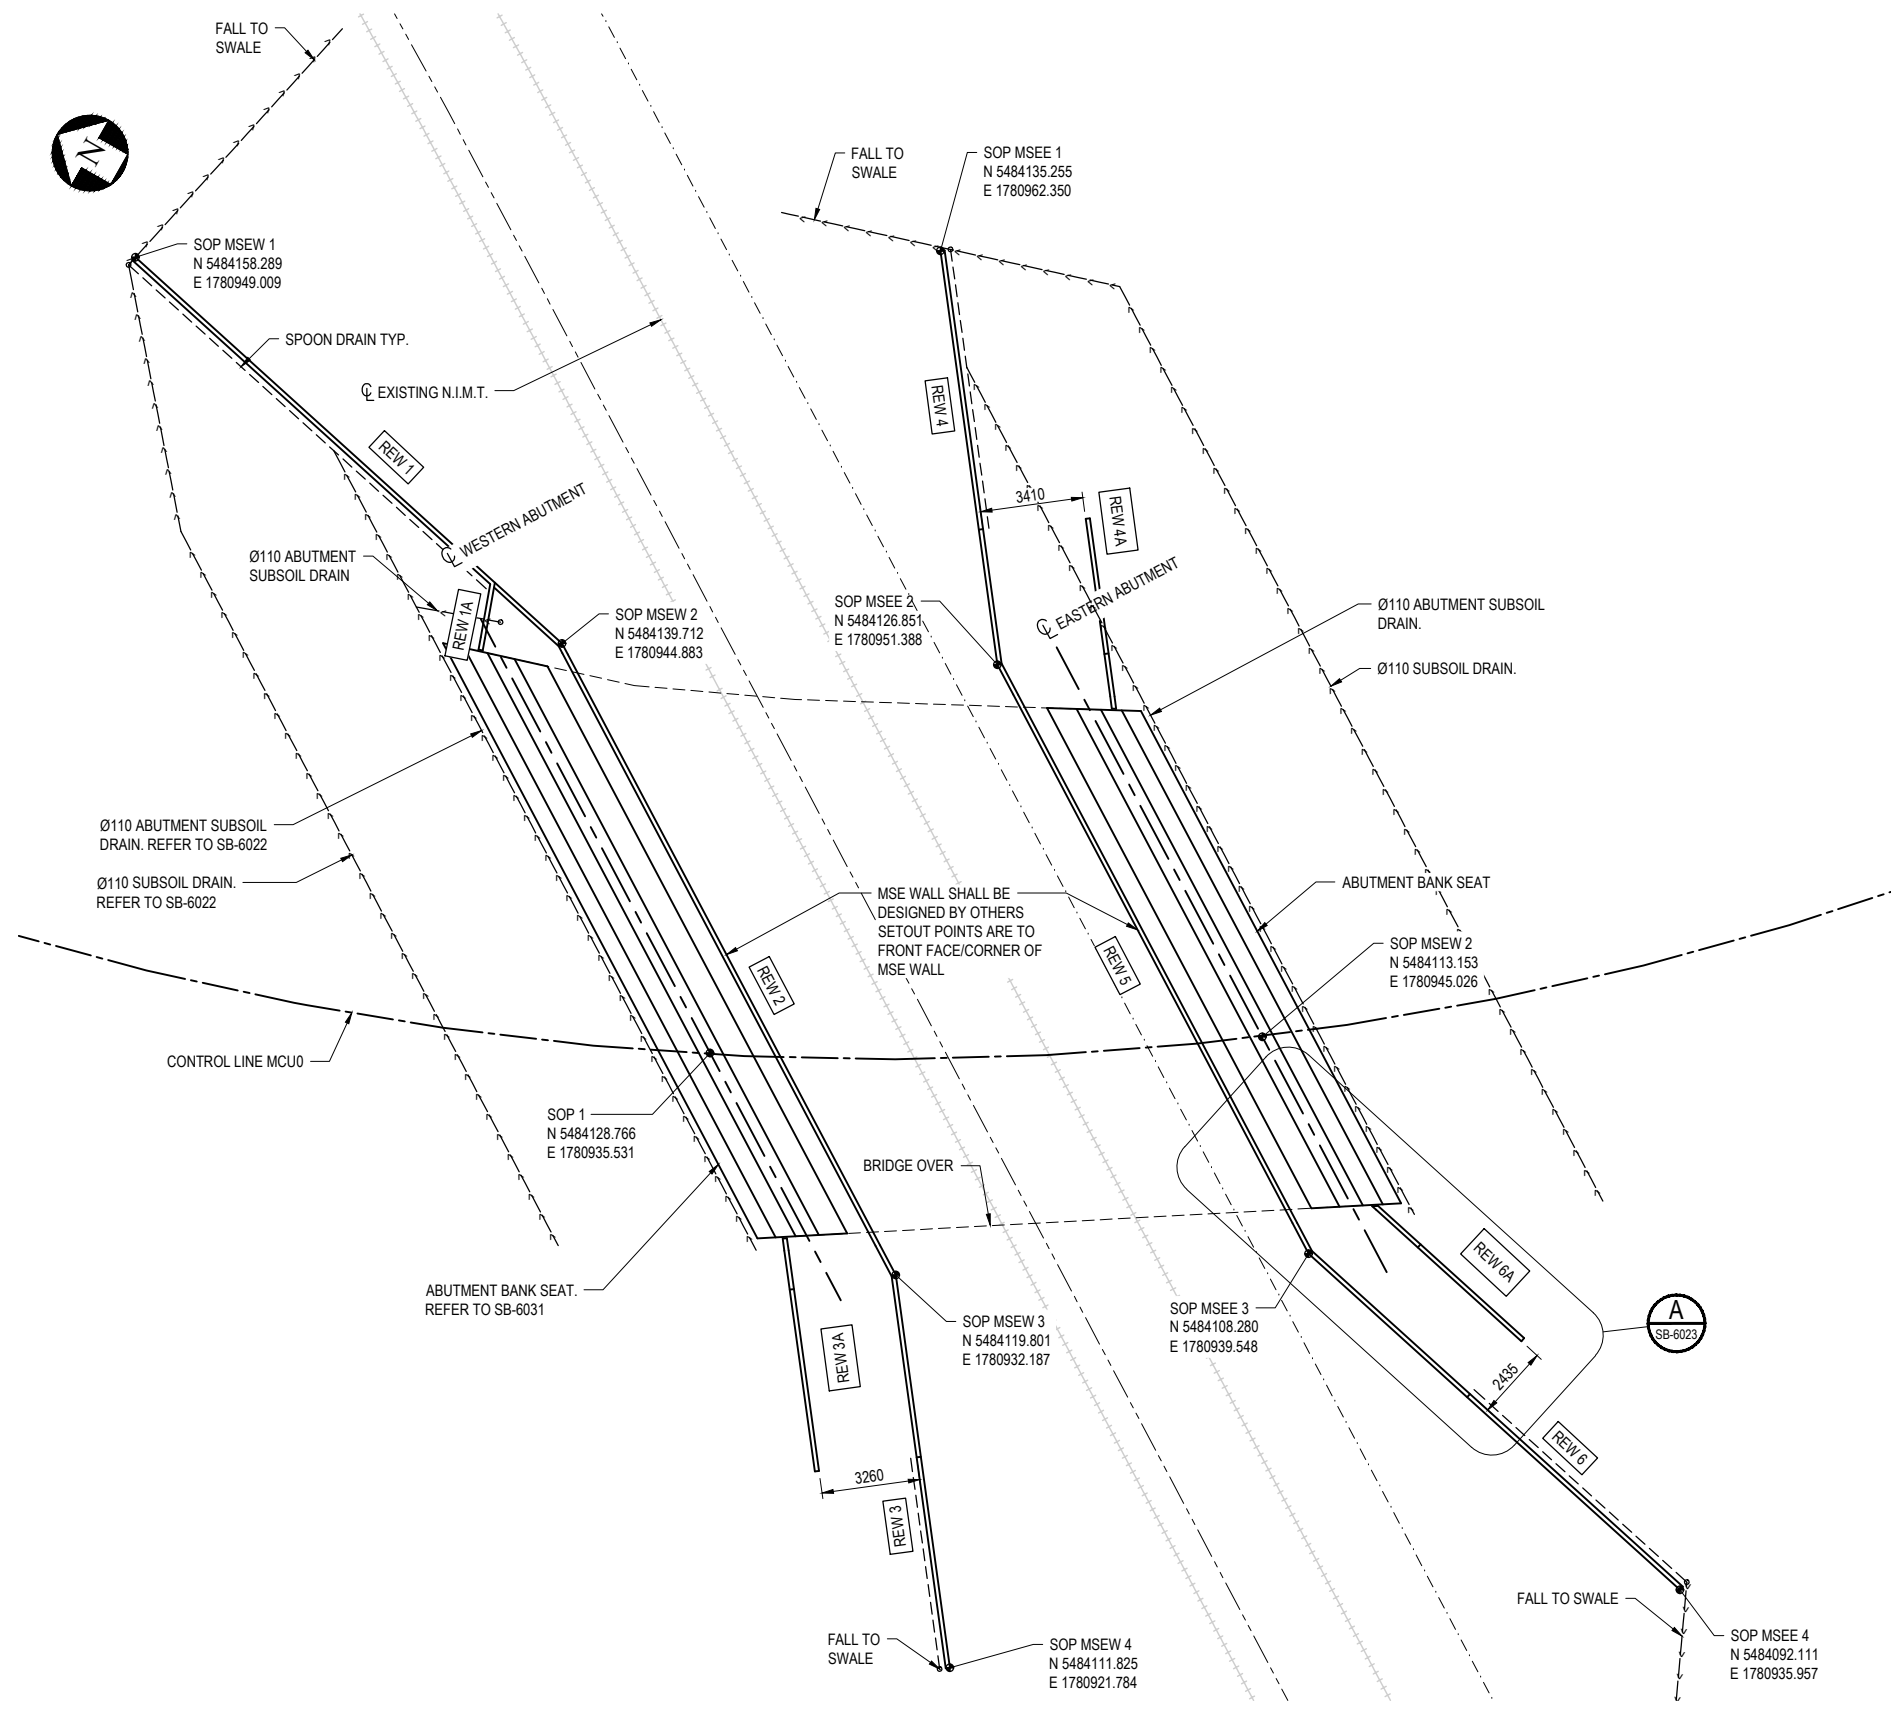 FALL TO
SWALE
N
SOP MSEW 1
N 5484158.289
E 1780949.009
FALL TO
SWALE
SOP MSEE 1
N 5484135.255
E 1780962.350
SPOON DRAIN TYP.
℄ EXISTING N.I.M.T.
REW 1
REW 4
3410
REW 4A
℄ WESTERN ABUTMENT
Ø110 ABUTMENT
SUBSOIL DRAIN
REW 1A
SOP MSEW 2
N 5484139.712
E 1780944.883
SOP MSEE 2
N 5484126.851
E 1780951.388
℄ EASTERN ABUTMENT
Ø110 ABUTMENT SUBSOIL
DRAIN.
Ø110 SUBSOIL DRAIN.
Ø110 ABUTMENT SUBSOIL
DRAIN. REFER TO SB-6022
Ø110 SUBSOIL DRAIN.
REFER TO SB-6022
MSE WALL SHALL BE
DESIGNED BY OTHERS
SETOUT POINTS ARE TO
FRONT FACE/CORNER OF
MSE WALL
ABUTMENT BANK SEAT
REW 2
REW 5
SOP MSEW 2
N 5484113.153
E 1780945.026
CONTROL LINE MCU0
SOP 1
N 5484128.766
E 1780935.531
BRIDGE OVER
ABUTMENT BANK SEAT.
REFER TO SB-6031
REW 3A
SOP MSEW 3
N 5484119.801
E 1780932.187
SOP MSEE 3
N 5484108.280
E 1780939.548
REW 6A
A
SB-6023
2435
REW 6
3260
REW 3
FALL TO SWALE
FALL TO
SWALE
SOP MSEW 4
N 5484111.825
E 1780921.784
SOP MSEE 4
N 5484092.111
E 1780935.957